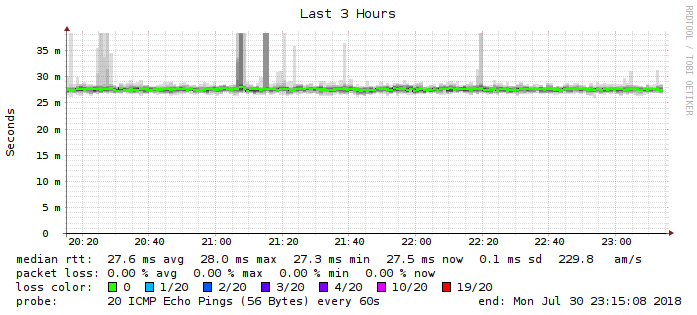 Last 3 Hours
RRDTOOL / TOBI OETIKER
Seconds
35 m
30 m
25 m
20 m
15 m
10 m
5 m
0
20:20 20:40 21:00 21:20 21:40 22:00 22:20 22:40 23:00
median rtt: 27.6 ms avg 28.0 ms max 27.3 ms min 27.5 ms now 0.1 ms sd 229.8 am/s
packet loss: 0.00 % avg 0.00 % max 0.00 % min 0.00 % now
loss color: 0 1/20 2/20 3/20 4/20 10/20 19/20
probe: 20 ICMP Echo Pings (56 Bytes) every 60s end: Mon Jul 30 23:15:08 2018